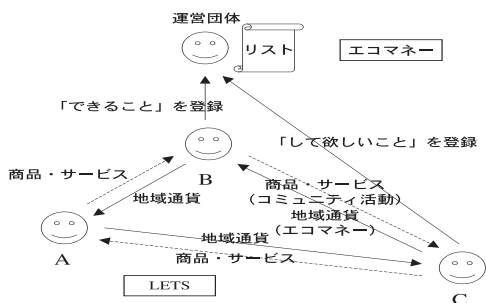 運営団体
リスト
エコマネー
「できること」を登録
「して欲しいこと」を登録
B
商品・サービス
地域通貨
商品・サービス
(コミュニティ活動)
地域通貨
(エコマネー)
地域通貨
商品・サービス
A
LETS
C